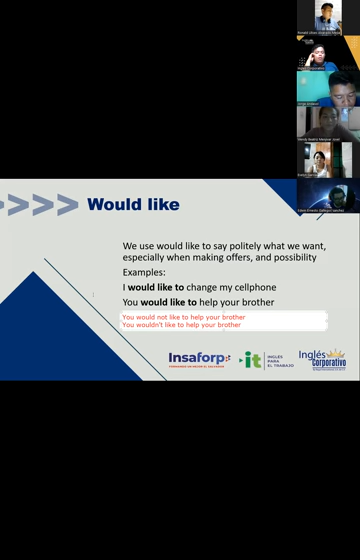 Would like
We use would like to say politely what we want,
especially when making offers, and possibility
Examples:
I would like to change my cellphone
You would like to help your brother
You would not like to help your brother
You wouldn't like to help your brother
Insaforp
it
INGLÉS
PARA
EL TRABAJO
Inglés
corporativo